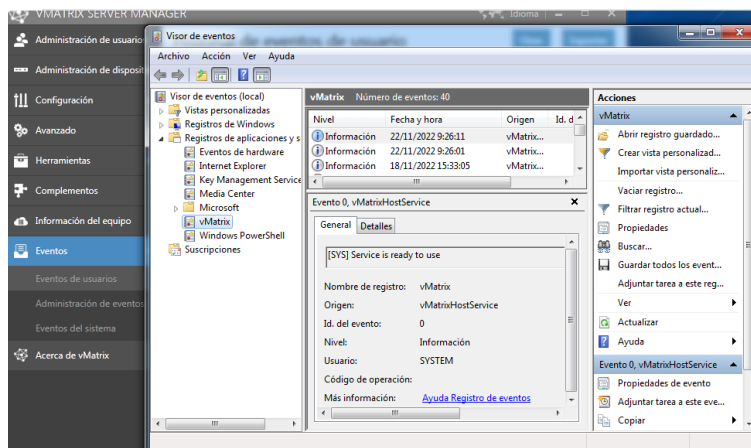 VMATRIX SERVER MANAGER
Idioma
Administración de usuario
Administración de disposit
Configuración
Avanzado
Herramientas
Complementos
Información del equipo
Eventos
Eventos de usuarios
Administración de eventos
Eventos del sistema
Acerca de vMatrix
de eventos de usuario
Visor de eventos
Archivo Acción Ver Ayuda
Visor de eventos (local)
Vistas personalizadas
Registros de Windows
Registros de aplicaciones y s
Eventos de hardware
Internet Explorer
Key Management Service
Media Center
Microsoft
vMatrix
Windows PowerShell
Suscripciones
vMatrix Número de eventos: 40
Nivel Fecha y hora Origen Id. d
Información 22/11/2022 9:26:11 vMatrix...
Información 22/11/2022 9:26:01 vMatrix...
Información 18/11/2022 15:33:05 vMatrix...
Evento 0, vMatrixHostService
General Detalles
[SYS] Service is ready to use
Nombre de registro: vMatrix
Origen: vMatrixHostService
Id. del evento: 0
Nivel: Información
Usuario: SYSTEM
Código de operación:
Más información: Ayuda Registro de eventos
Acciones
vMatrix
Abrir registro guardado...
Crear vista personalizad...
Importar vista personaliz...
Vaciar registro...
Filtrar registro actual...
Propiedades
Buscar...
Guardar todos los event...
Adjuntar tarea a este reg...
Ver
Actualizar
Ayuda
Evento 0, vMatrixHostService
Propiedades de evento
Adjuntar tarea a este eve...
Copiar